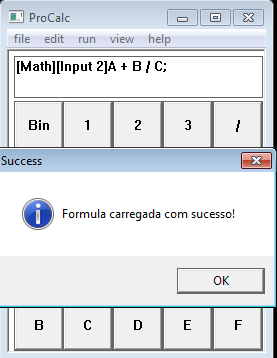 ProCalc
file edit run view help
[Math][Input 2]A + B / C;
Bin 1 2 3 /
Success
Formula carregada com sucesso!
OK
B C D E F